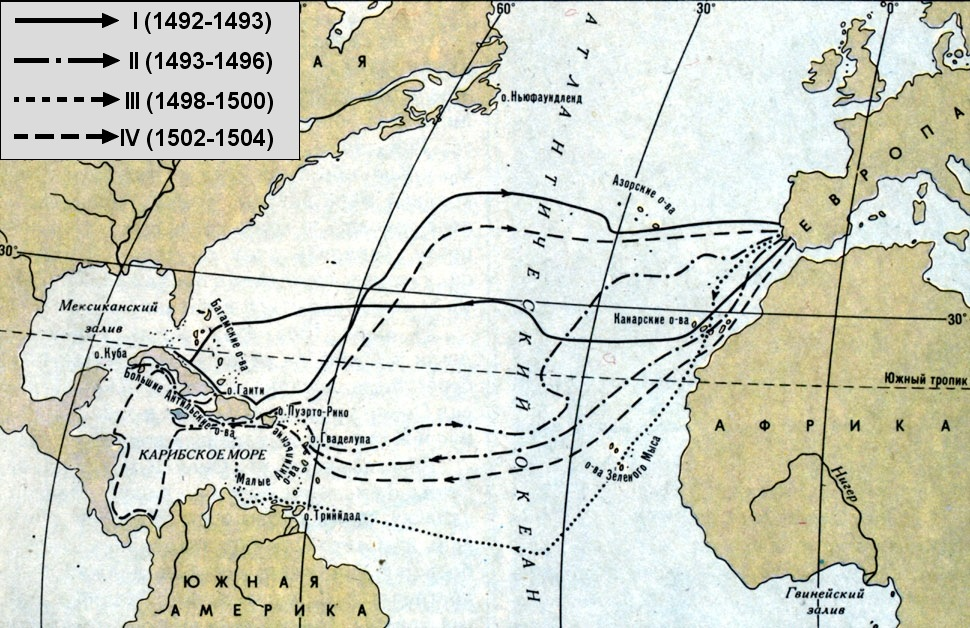 I (1492-1493)
II (1493-1496)
III (1498-1500)
IV (1502-1504)
А Я
60°
30°
0°
о.Ньюфаундленд
АТЛАНТИЧЕСКИЙ ОКЕАН
Азорские о-ва
ЕВРОПА
30°
Мексиканский
залив
Багамские о-ва
Канарские о-ва
30°
о.Куба
Большие Антильские о-ва
о.Гаити
Южный тропик
о.Пуэрто-Рико
о.Гваделупа
АФРИКА
КАРИБСКОЕ МОРЕ
Малые Антильские о-ва
о-ва Зеленого Мыса
Нигер
о.Тринидад
ЮЖНАЯ
АМЕРИКА
Гвинейский
залив